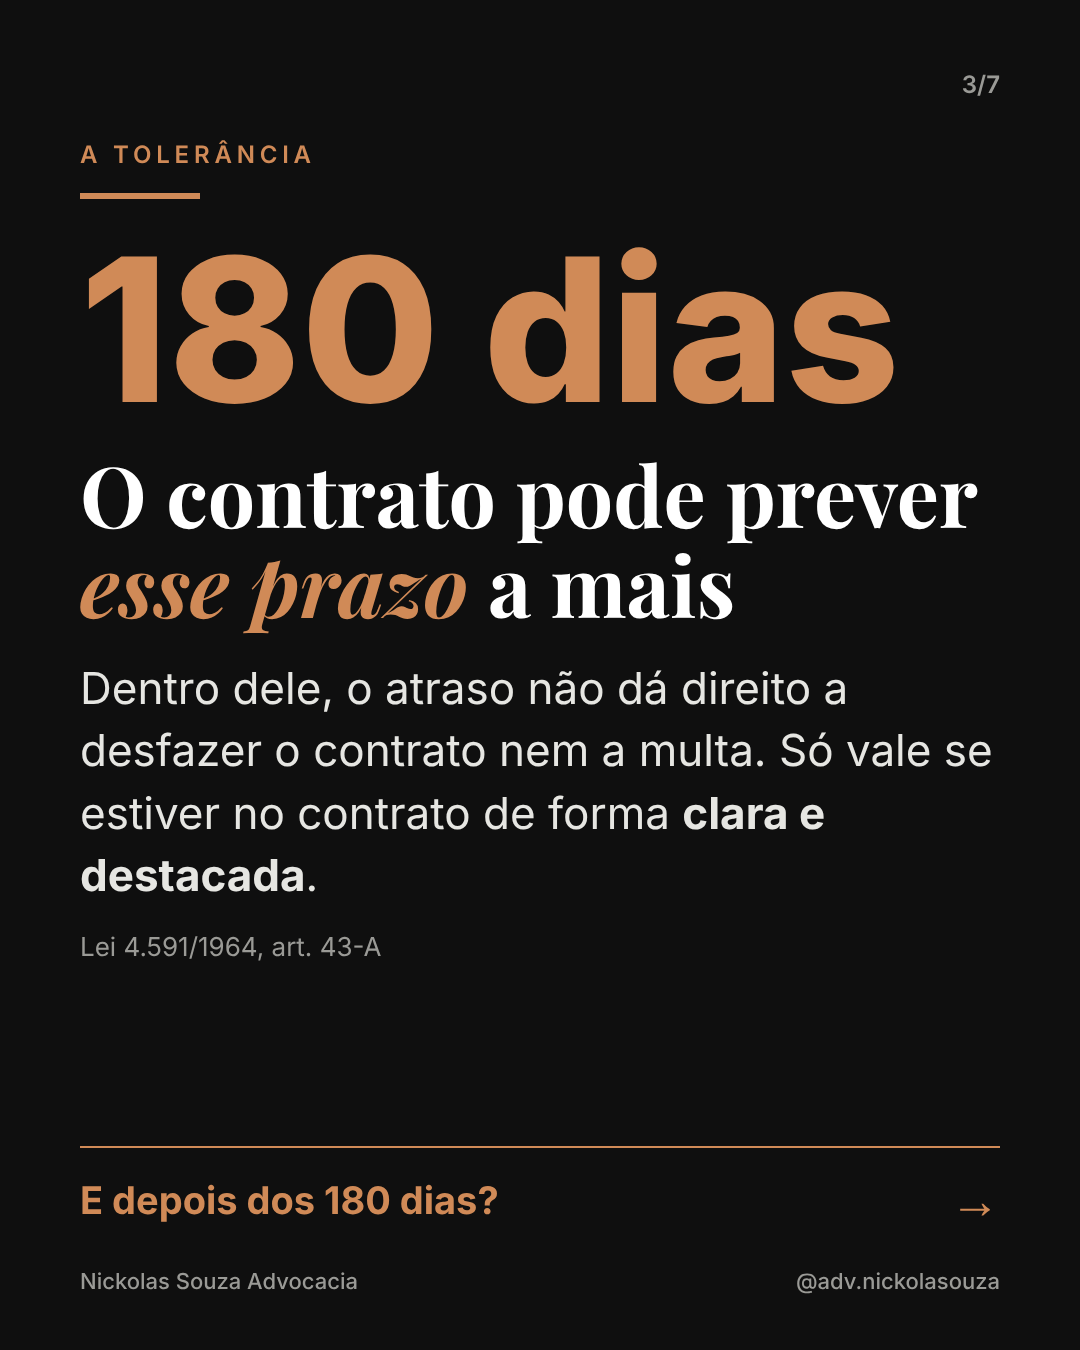 3/7
A TOLERÂNCIA
180 dias
O contrato pode prever
esse prazo a mais
Dentro dele, o atraso não dá direito a
desfazer o contrato nem a multa. Só vale se
estiver no contrato de forma clara e
destacada.
Lei 4.591/1964, art. 43-A
E depois dos 180 dias? →
Nickolas Souza Advocacia
@adv.nickolasouza